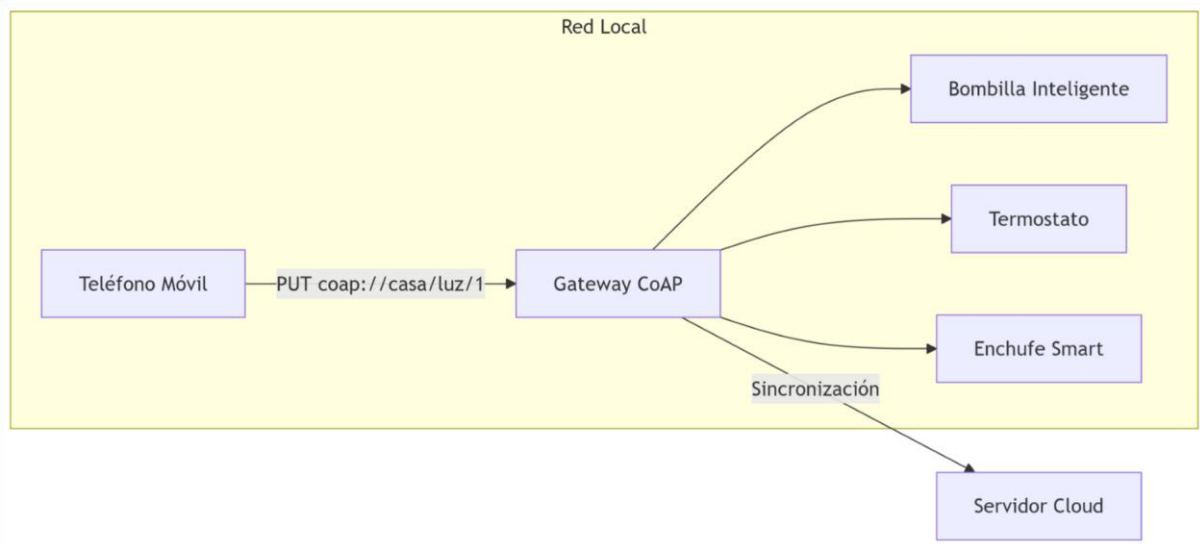 Red Local
Bombilla Inteligente
Termostato
Teléfono Móvil
PUT coap://casa/luz/1
Gateway CoAP
Enchufe Smart
Sincronización
Servidor Cloud